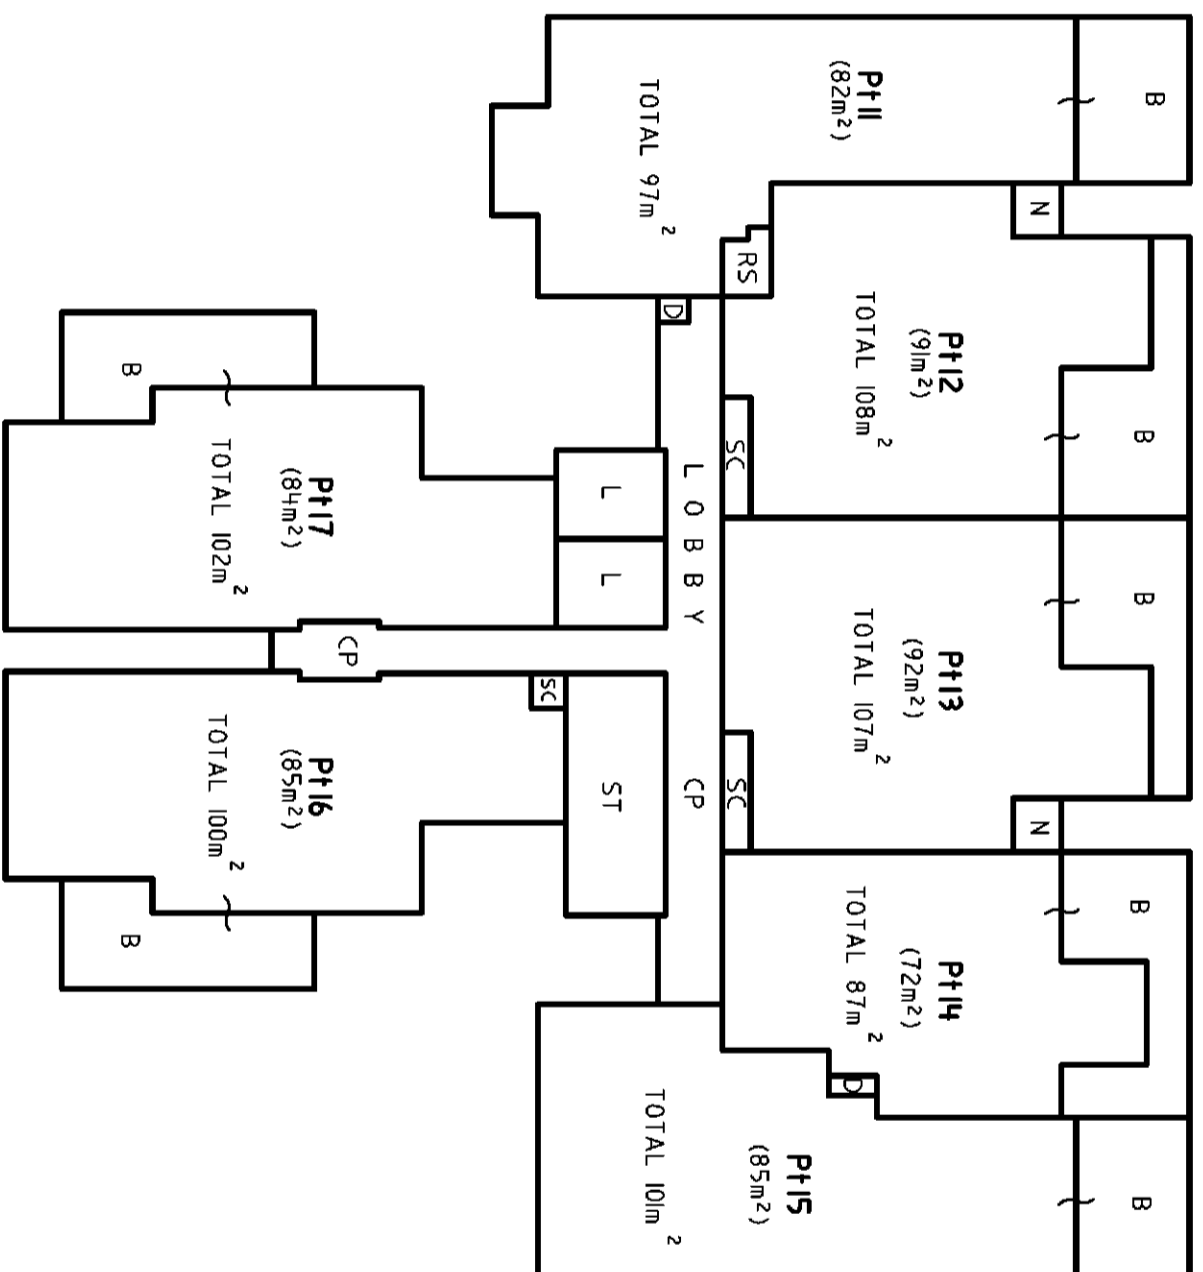 B
Pt11
(82m²)
TOTAL 97m²
N
RS
D
Pt12
(91m²)
TOTAL 108m²
B
SC
LOBBY
L
L
B
Pt17
(84m²)
TOTAL 102m²
B
Pt13
(92m²)
TOTAL 107m²
SC
N
CP
CP
SC
ST
Pt16
(85m²)
TOTAL 100m²
B
B
Pt14
(72m²)
TOTAL 87m²
D
B
Pt15
(85m²)
TOTAL 101m²